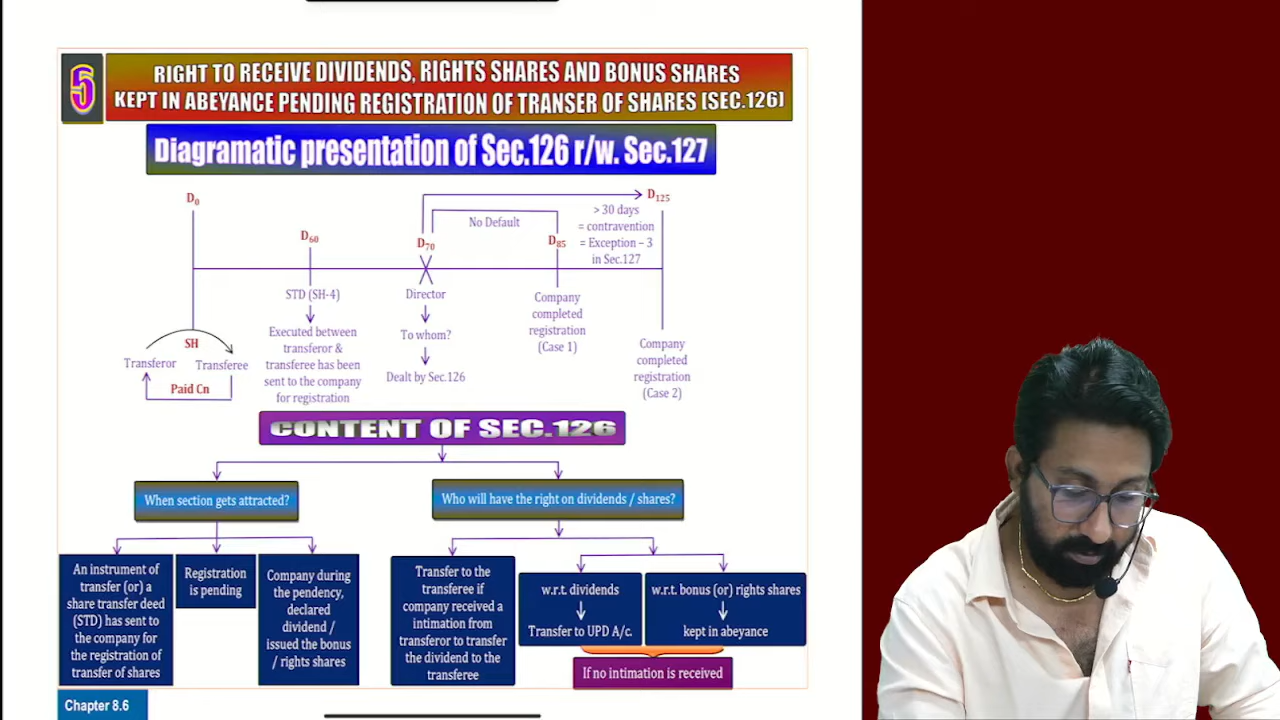 5
RIGHT TO RECEIVE DIVIDENDS, RIGHTS SHARES AND BONUS SHARES
KEPT IN ABEYANCE PENDING REGISTRATION OF TRANSER OF SHARES [SEC.126]
Diagramatic presentation of Sec.126 r/w. Sec.127
D0
D60
D70
No Default
D85
D125
> 30 days
= contravention
= Exception – 3
in Sec.127
SH
Transferor
Transferee
Paid Cn
STD (SH-4)
Executed between
transferor &
transferee has been
sent to the company
for registration
Director
To whom?
Dealt by Sec.126
Company
completed
registration
(Case 1)
Company
completed
registration
(Case 2)
CONTENT OF SEC.126
When section gets attracted?
Who will have the right on dividends / shares?
An instrument of
transfer (or) a
share transfer deed
(STD) has sent to
the company for
the registration of
transfer of shares
Registration
is pending
Company during
the pendency,
declared
dividend /
issued the bonus
/ rights shares
Transfer to the
transferee if
company received a
intimation from
transferor to transfer
the dividend to the
transferee
w.r.t. dividends
Transfer to UPD A/c.
w.r.t. bonus (or) rights shares
kept in abeyance
If no intimation is received
Chapter 8.6